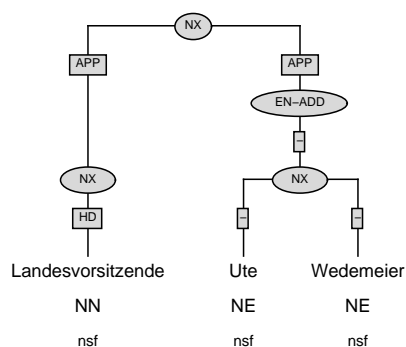 NX
APP APP
EN–ADD
–
NX NX
HD – –
Landesvorsitzende Ute Wedemeier
NN NE NE
nsf nsf nsf